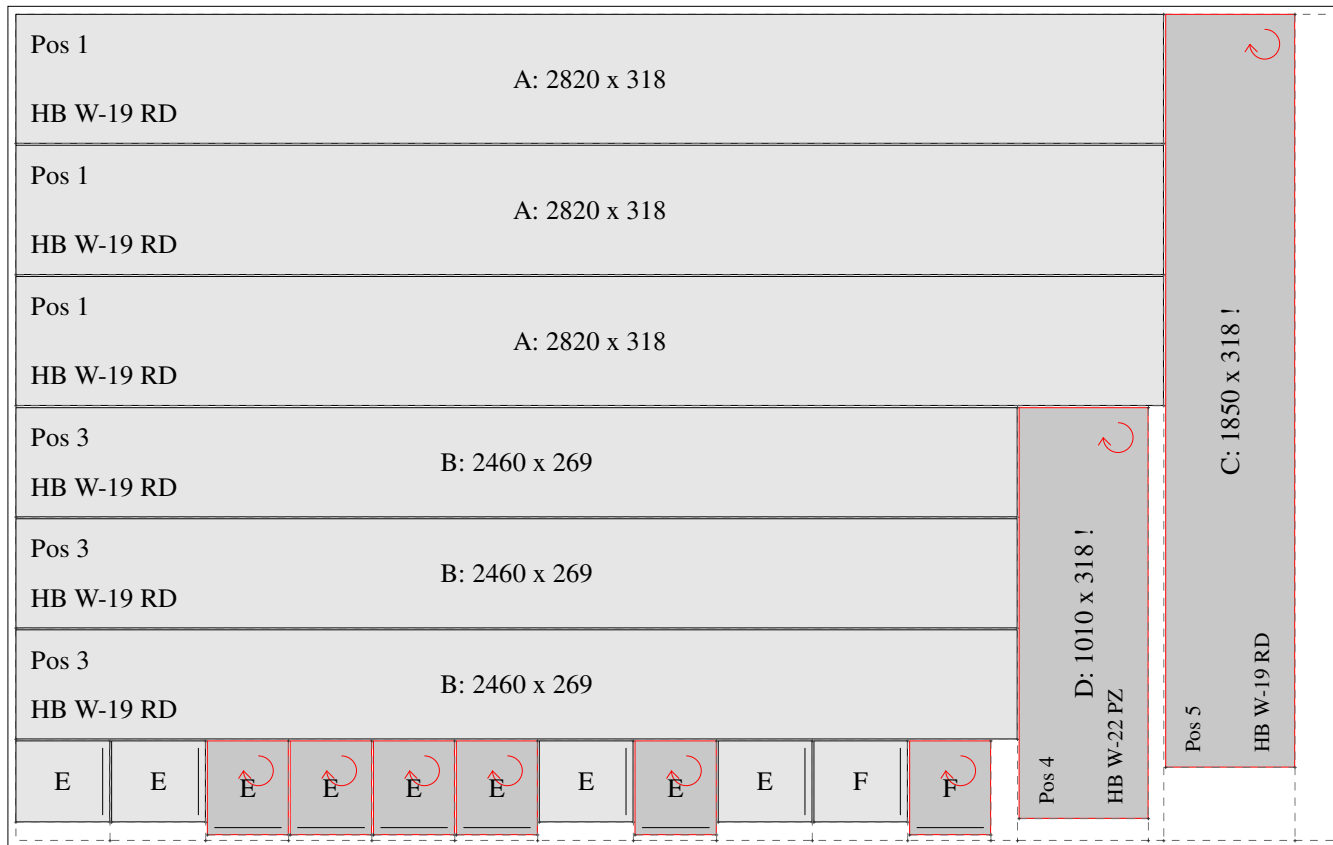 Pos 1
A: 2820 x 318
HB W-19 RD
Pos 1
A: 2820 x 318
HB W-19 RD
Pos 1
A: 2820 x 318
HB W-19 RD
Pos 3
B: 2460 x 269
HB W-19 RD
Pos 3
B: 2460 x 269
HB W-19 RD
Pos 3
B: 2460 x 269
HB W-19 RD
E
E
E
E
E
E
E
E
E
F
F
Pos 4
D: 1010 x 318 !
HB W-22 PZ
Pos 5
C: 1850 x 318 !
HB W-19 RD